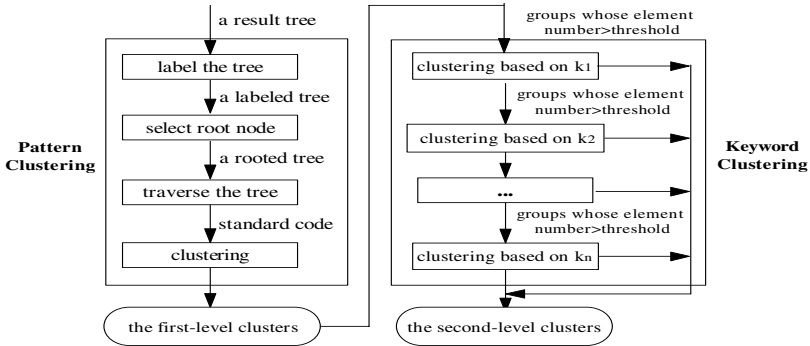 a result tree
label the tree
a labeled tree
select root node
a rooted tree
traverse the tree
standard code
clustering
the first-level clusters
Pattern
Clustering
groups whose element
number>threshold
clustering based on k1
groups whose element
number>threshold
clustering based on k2
...
groups whose element
number>threshold
clustering based on kn
the second-level clusters
Keyword
Clustering